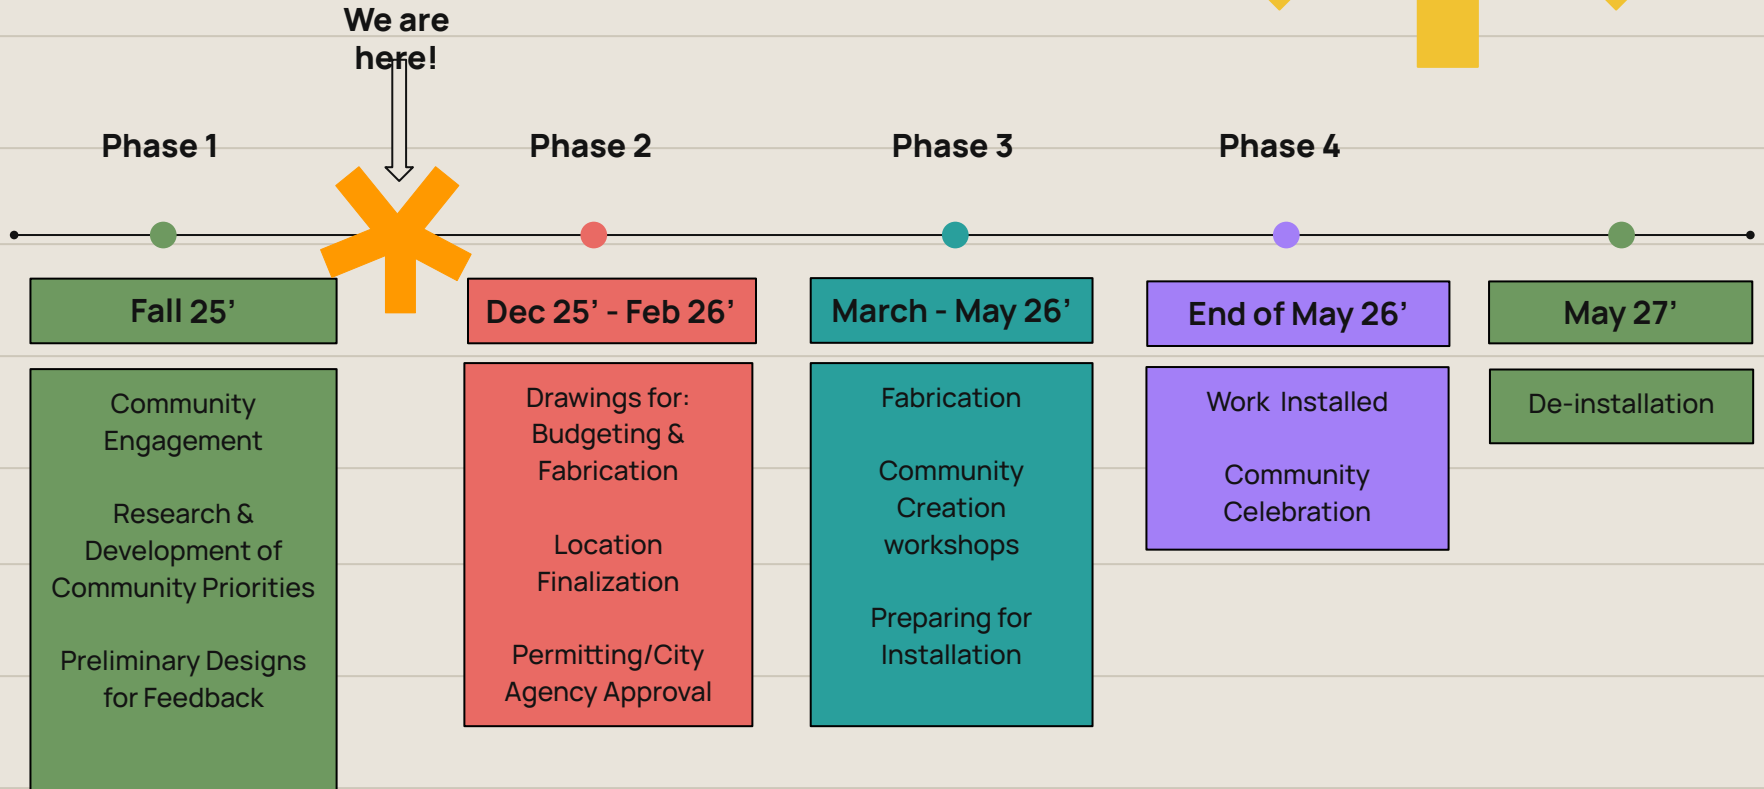 We are
here!
Phase 1
Phase 2
Phase 3
Phase 4
Fall 25’
Dec 25’ - Feb 26’
March - May 26’
End of May 26’
May 27’
Community
Engagement
Research &
Development of
Community Priorities
Preliminary Designs
for Feedback
Drawings for:
Budgeting &
Fabrication
Location
Finalization
Permitting/City
Agency Approval
Fabrication
Community
Creation
workshops
Preparing for
Installation
Work  Installed
Community
Celebration
De-installation